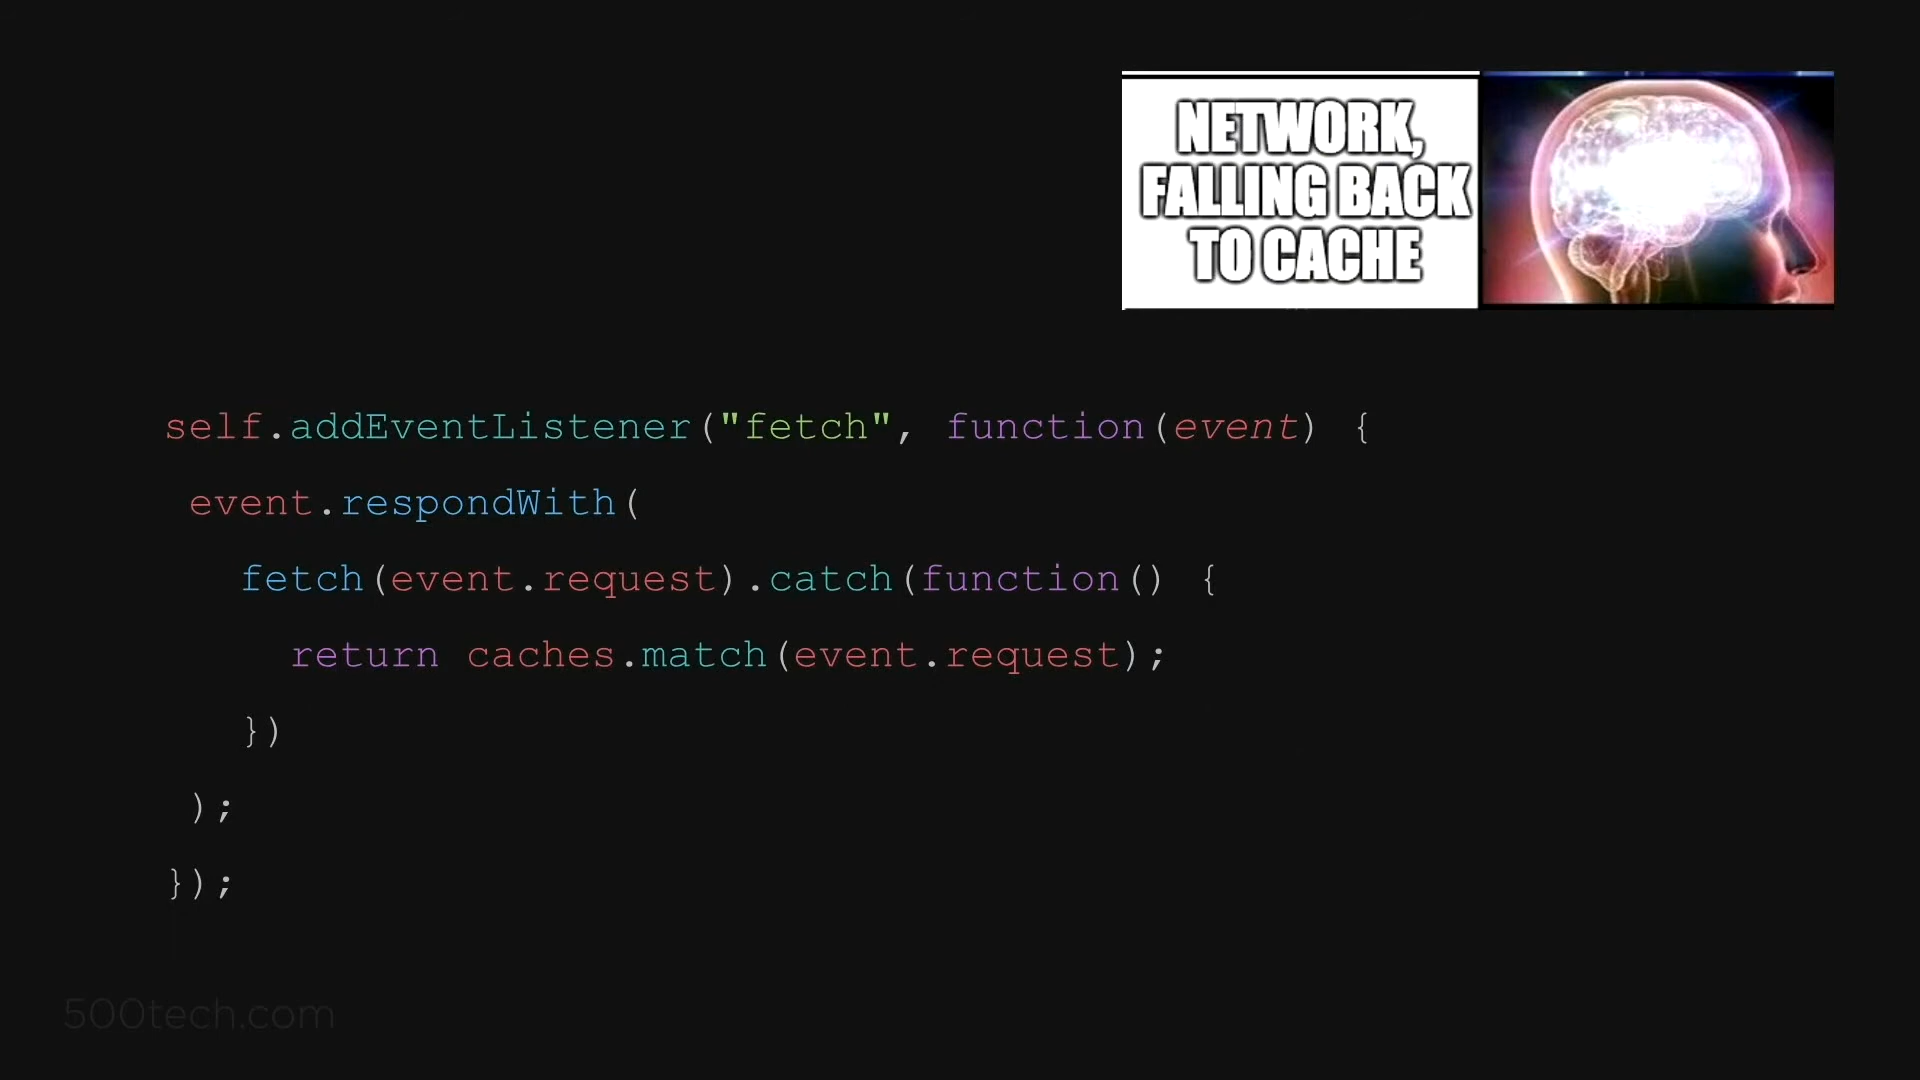 NETWORK,
FALLING BACK
TO CACHE
self.addEventListener("fetch", function(event) {
event.respondWith(
fetch(event.request).catch(function() {
return caches.match(event.request);
})
);
});
500tech.com